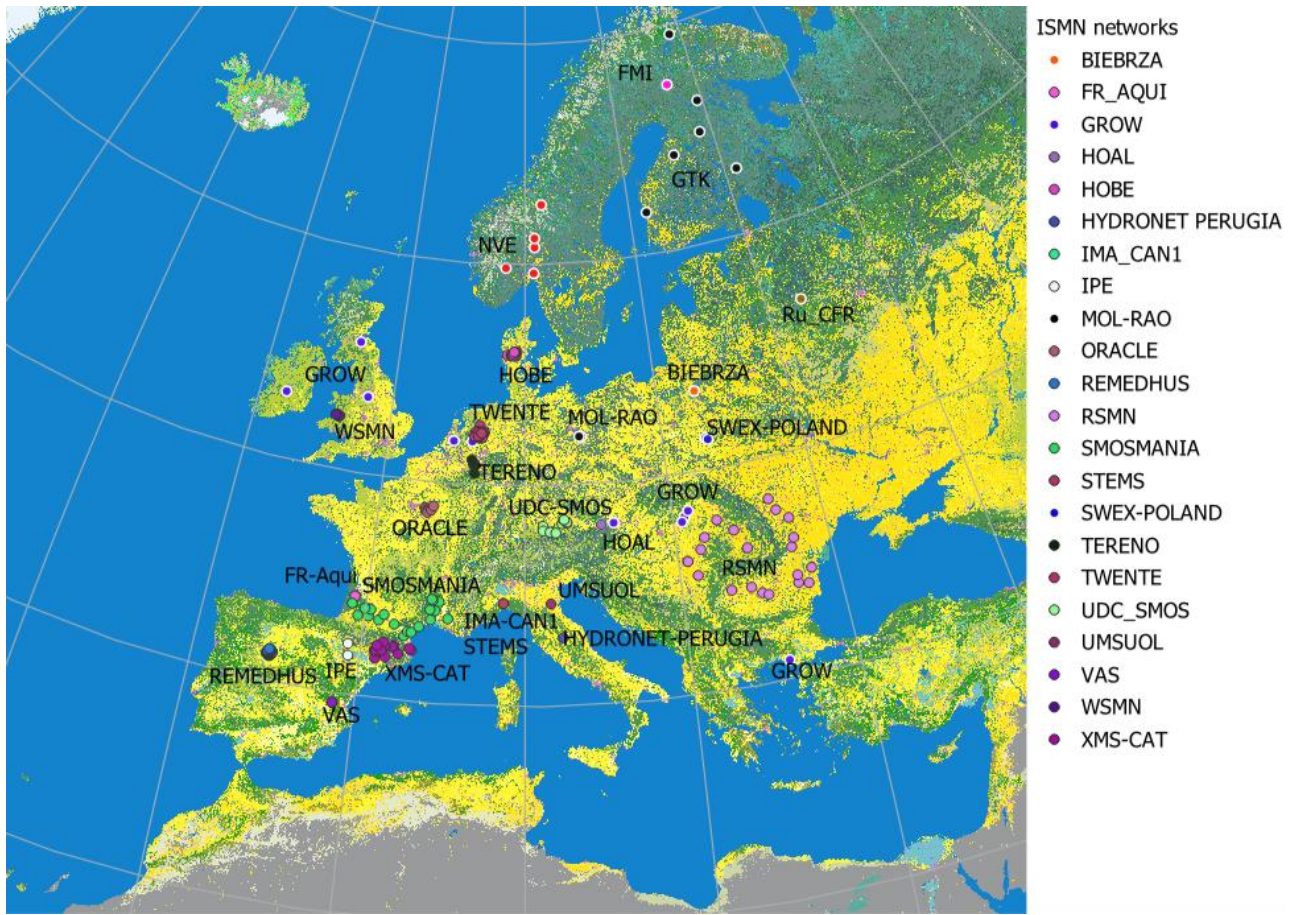 ISMN networks
BIEBRZA
FR_AQUI
GROW
HOAL
HOBE
HYDRONET PERUGIA
IMA_CAN1
IPE
MOL-RAO
ORACLE
REMEDHUS
RSMN
SMOSMANIA
STEMS
SWEX-POLAND
TERENO
TWENTE
UDC_SMOS
UMSUOL
VAS
WSMN
XMS-CAT
FMI
GTK
NVE
Ru_CFR
GROW
HOBE
BIEBRZA
WSMN
TWENTE
MOL-RAO
SWEX-POLAND
TERENO
GROW
ORACLE
UDC-SMOS
HOAL
RSMN
FR-Aqui
SMOSMANIA
UMSUOL
IMA-CAN1
STEMS
HYDRONET-PERUGIA
REMEDHUS
IPE
XMS-CAT
GROW
VAS